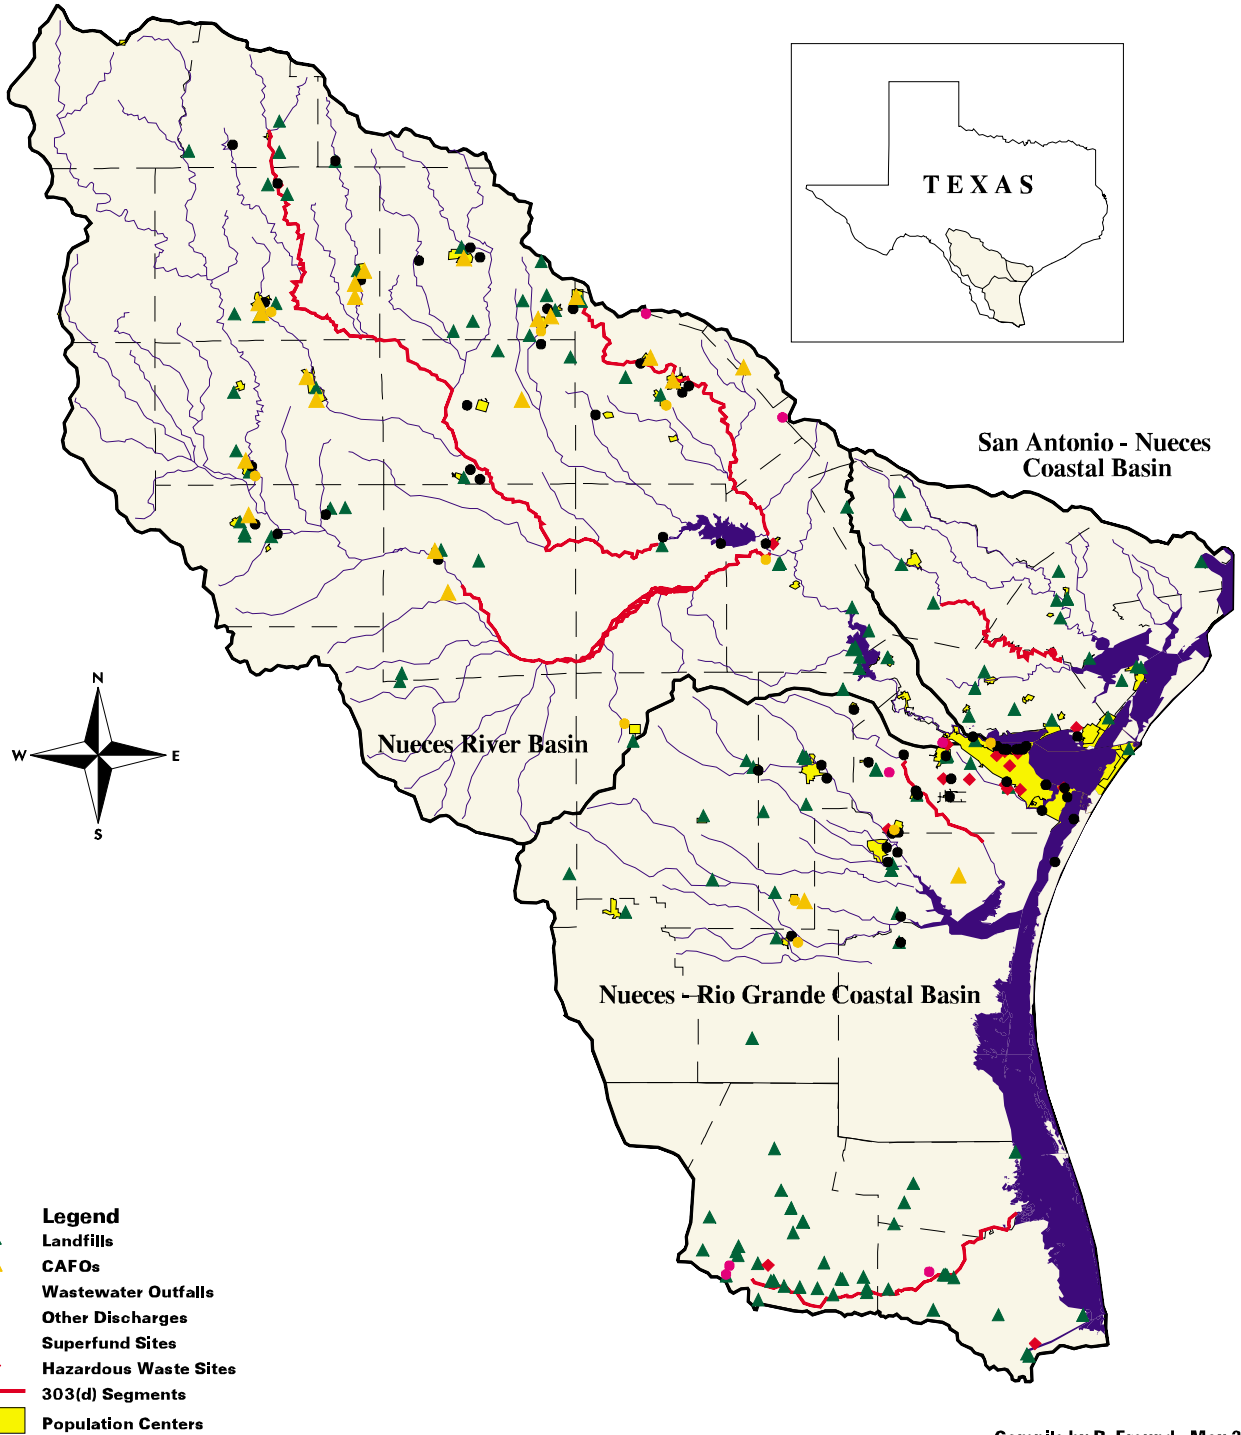 TEXAS
San Antonio - Nueces
Coastal Basin
N
W
E
S
Nueces River Basin
Nueces - Rio Grande Coastal Basin
Legend
Landfills
CAFOs
Wastewater Outfalls
Other Discharges
Superfund Sites
Hazardous Waste Sites
303(d) Segments
Population Centers